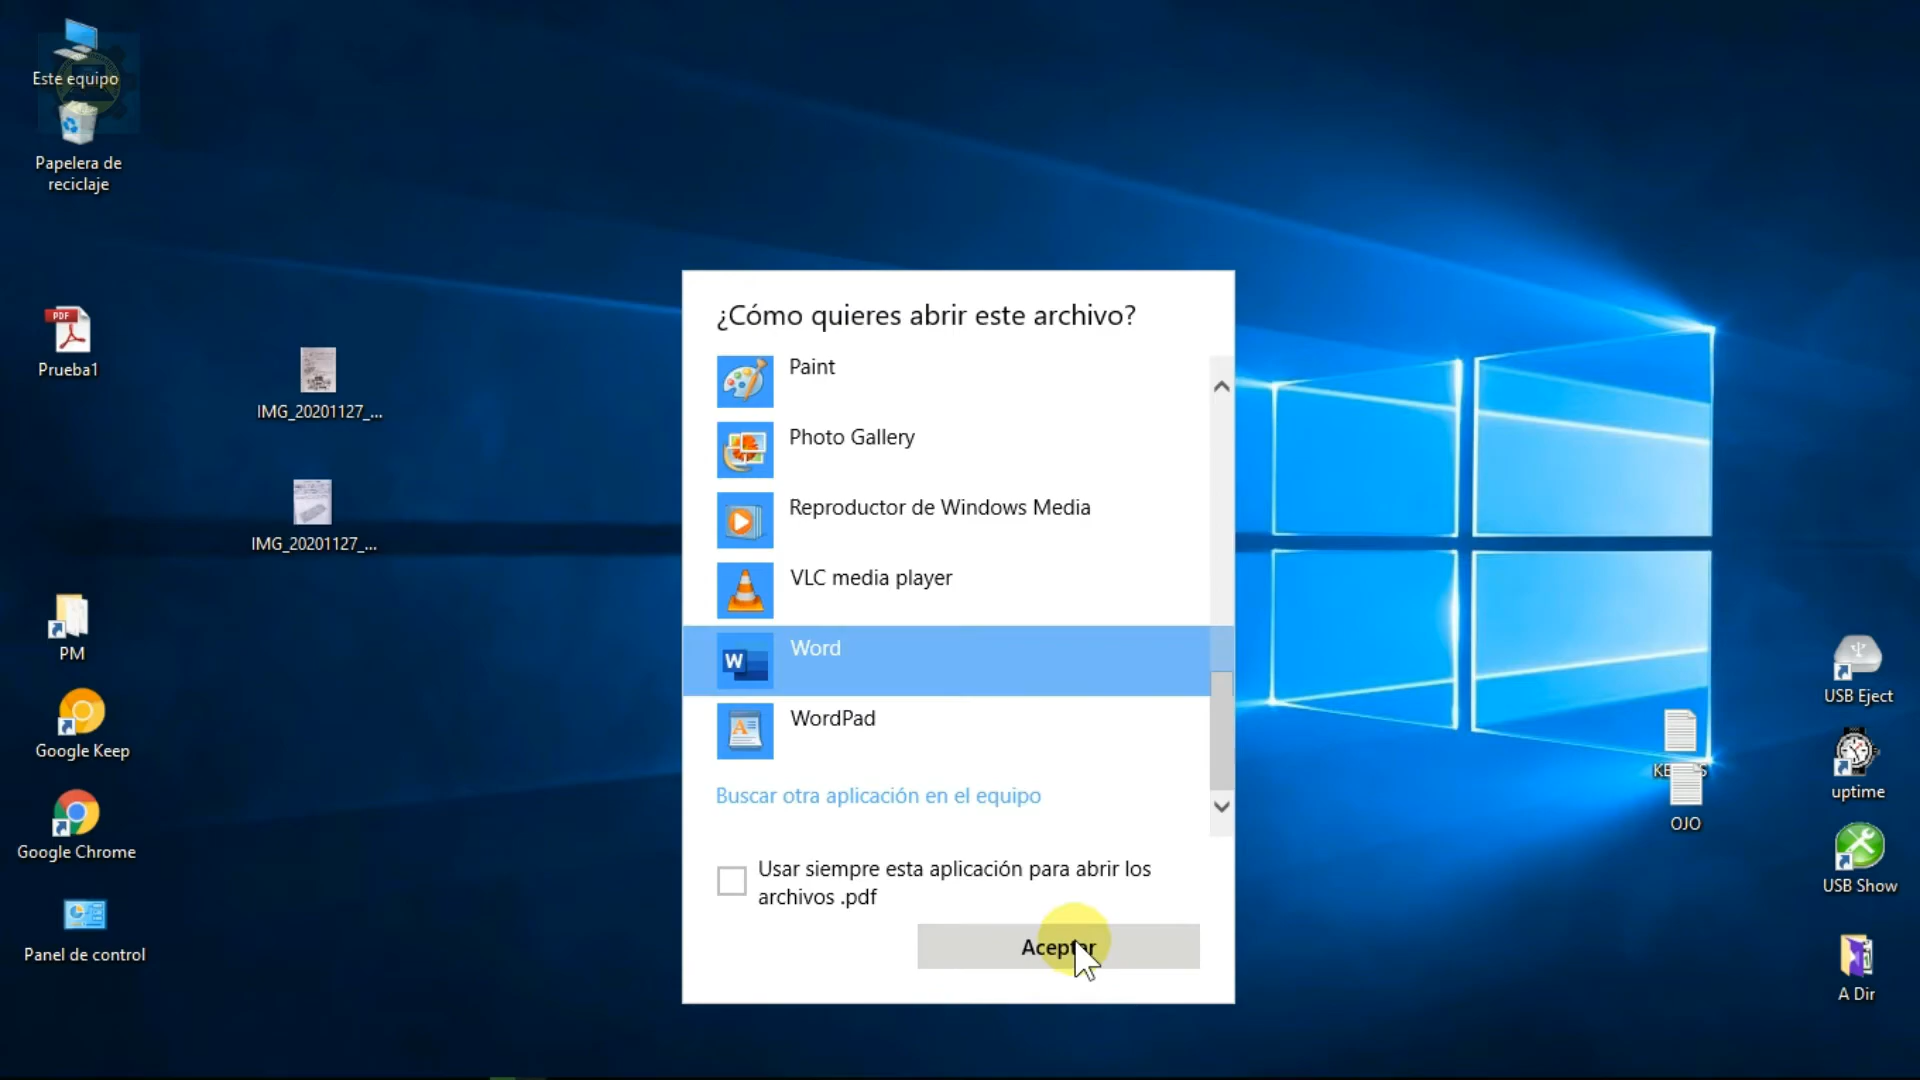 Este equipo
Papelera de
reciclaje
PDF
Prueba1
IMG_20201127_...
IMG_20201127_...
PM
Google Keep
Google Chrome
Panel de control
¿Cómo quieres abrir este archivo?
Paint
Photo Gallery
Reproductor de Windows Media
VLC media player
W
Word
A
WordPad
Buscar otra aplicación en el equipo
Usar siempre esta aplicación para abrir los
archivos .pdf
Aceptar
OJO
USB Eject
uptime
USB Show
A Dir